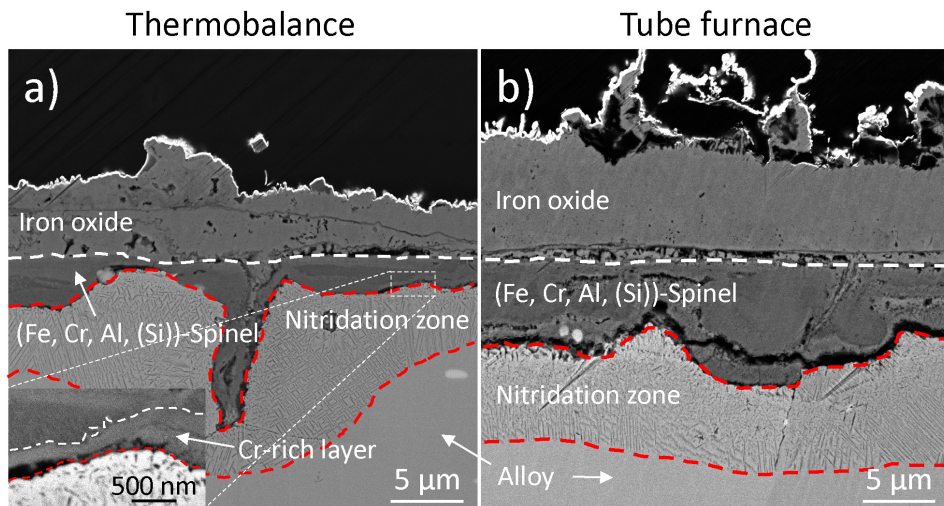 Thermobalance
Tube furnace
a)
b)
Iron oxide
Iron oxide
(Fe, Cr, Al, (Si))-Spinel
(Fe, Cr, Al, (Si))-Spinel
Nitridation zone
Nitridation zone
Cr-rich layer
Alloy
500 nm
5 µm
5 µm